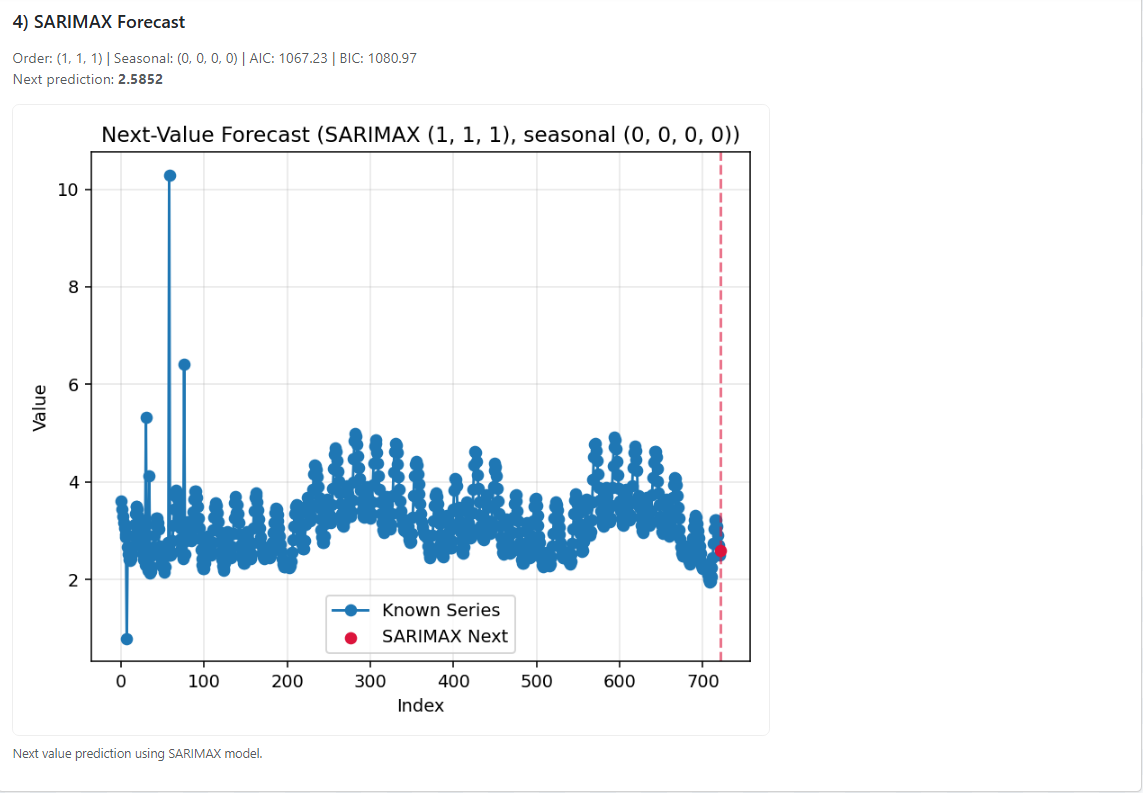 4) SARIMAX Forecast
Order: (1, 1, 1) | Seasonal: (0, 0, 0, 0) | AIC: 1067.23 | BIC: 1080.97
Next prediction: 2.5852
Next-Value Forecast (SARIMAX (1, 1, 1), seasonal (0, 0, 0, 0))
10
8
6
4
2
Value
Known Series
SARIMAX Next
0 100 200 300 400 500 600 700
Index
Next value prediction using SARIMAX model.